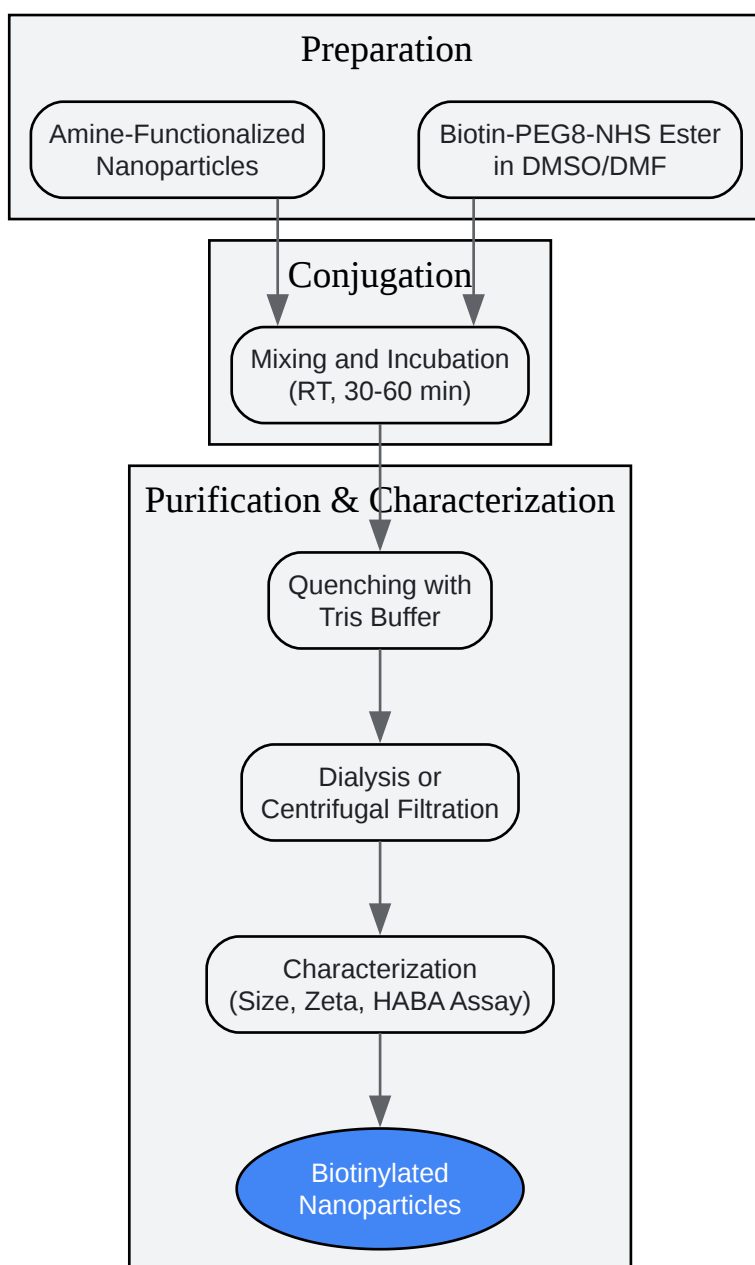 Preparation
Amine-Functionalized
Nanoparticles
Biotin-PEG8-NHS Ester
in DMSO/DMF
Conjugation
Mixing and Incubation
(RT, 30-60 min)
Purification & Characterization
Quenching with
Tris Buffer
Dialysis or
Centrifugal Filtration
Characterization
(Size, Zeta, HABA Assay)
Biotinylated
Nanoparticles